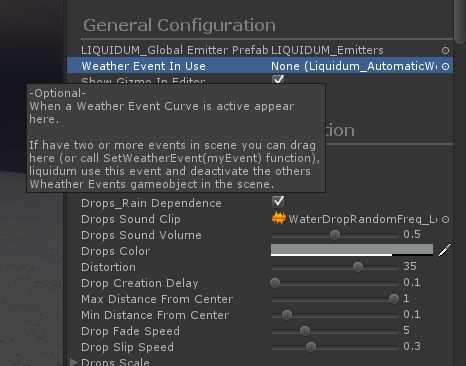 General Configuration
LIQUIDUM_Global Emitter Prefab LIQUIDUM_Emitters
Weather Event In Use None (Liquidum_AutomaticWe
Show Gizmo In Editor
-Optional-
When a Weather Event Curve is active appear
here.
If have two or more events in scene you can drag
here (or call SetWeatherEvent(myEvent) function),
liquidum use this event and deactivate the others
Wheather Events gameobject in the scene.
Drops_Rain Dependence
Drops Sound Clip WaterDropRandomFreq_Lo
Drops Sound Volume 0.5
Drops Color
Distortion 35
Drop Creation Delay 0.1
Max Distance From Center 1
Min Distance From Center 0.1
Drop Fade Speed 5
Drop Slip Speed 0.3
Drops Scale